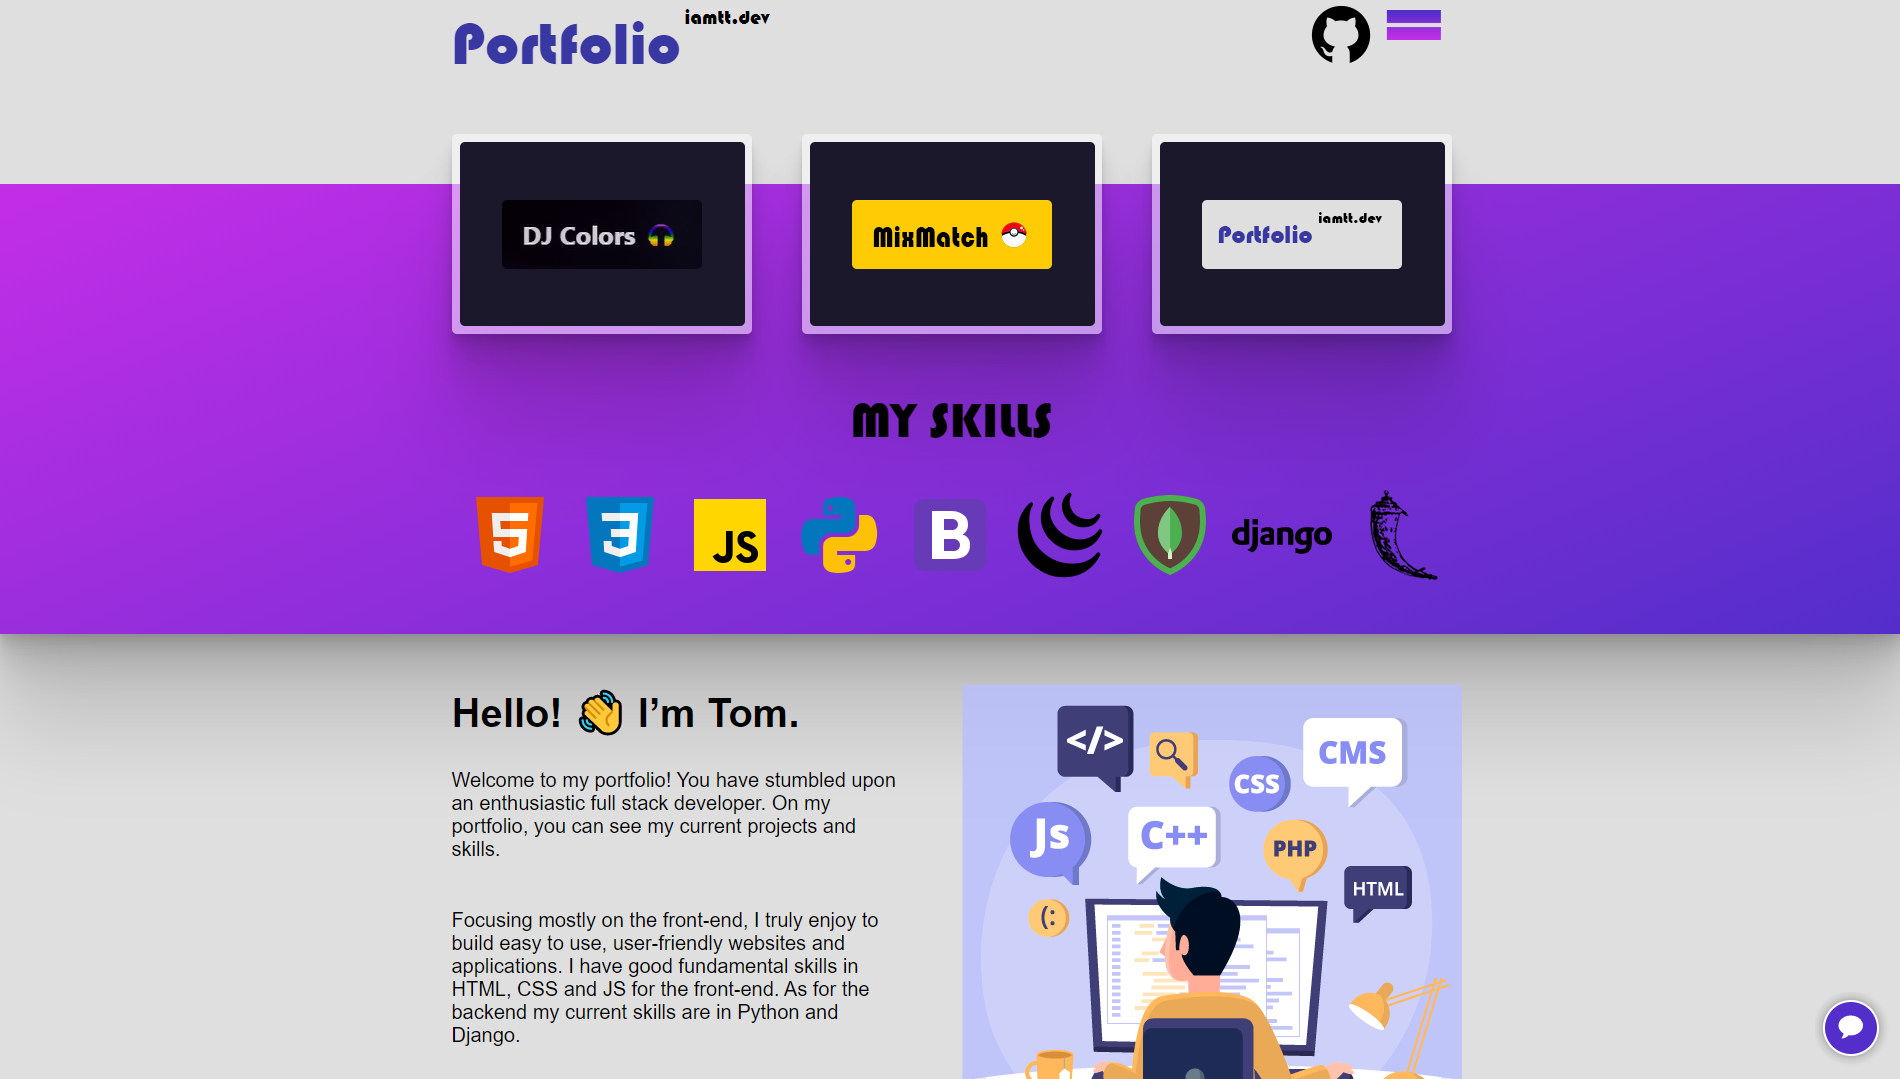 Portfolio iamtt.dev
DJ Colors
MixMatch
Portfolio iamtt.dev
MY SKILLS
5
3
JS
B
django
Hello! 👋 I’m Tom.
Welcome to my portfolio! You have stumbled upon
an enthusiastic full stack developer. On my
portfolio, you can see my current projects and
skills.
Focusing mostly on the front-end, I truly enjoy to
build easy to use, user-friendly websites and
applications. I have good fundamental skills in
HTML, CSS and JS for the front-end. As for the
backend my current skills are in Python and
Django.
</>
CMS
CSS
Js
C++
PHP
HTML
(: